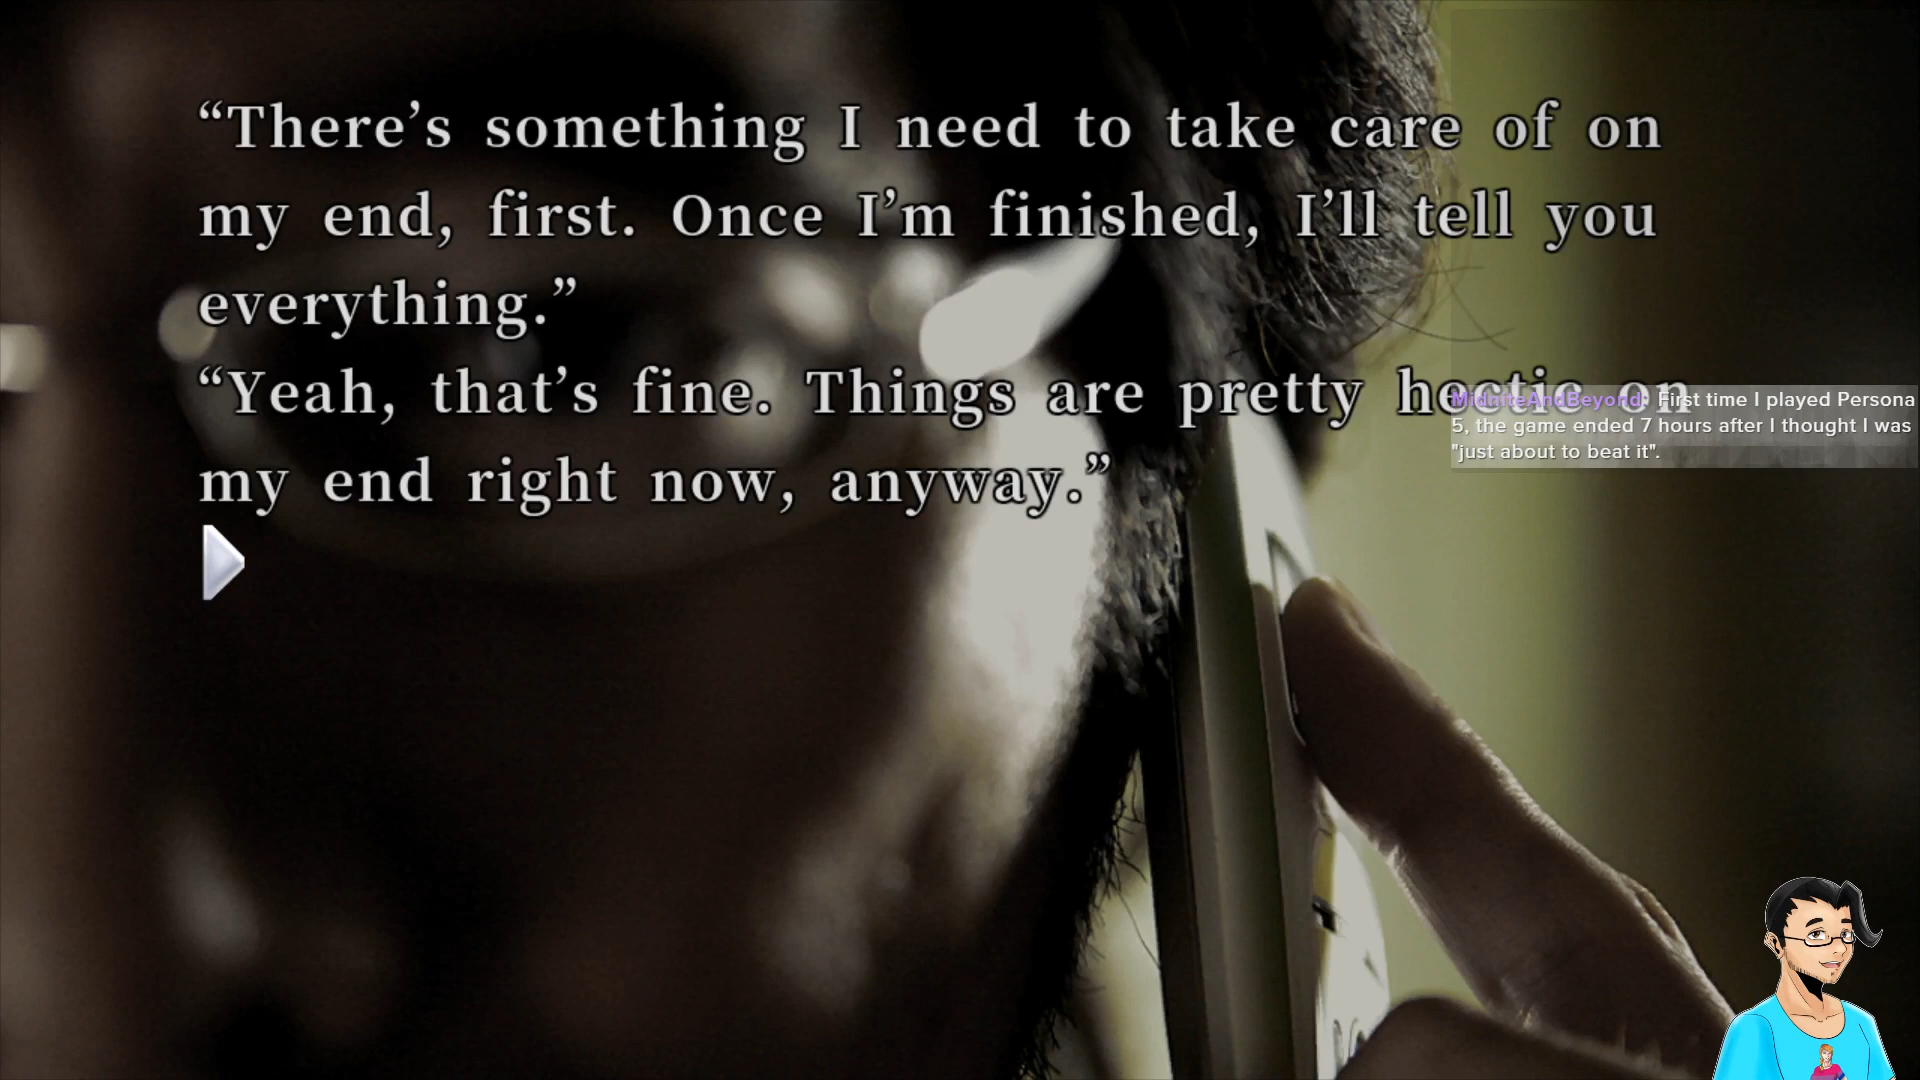 “There’s something I need to take care of on
my end, first. Once I’m finished, I’ll tell you
everything.”
“Yeah, that’s fine. Things are pretty hectic on
my end right now, anyway.”
MidniteAndBeyond: First time I played Persona
5, the game ended 7 hours after I thought I was
"just about to beat it".